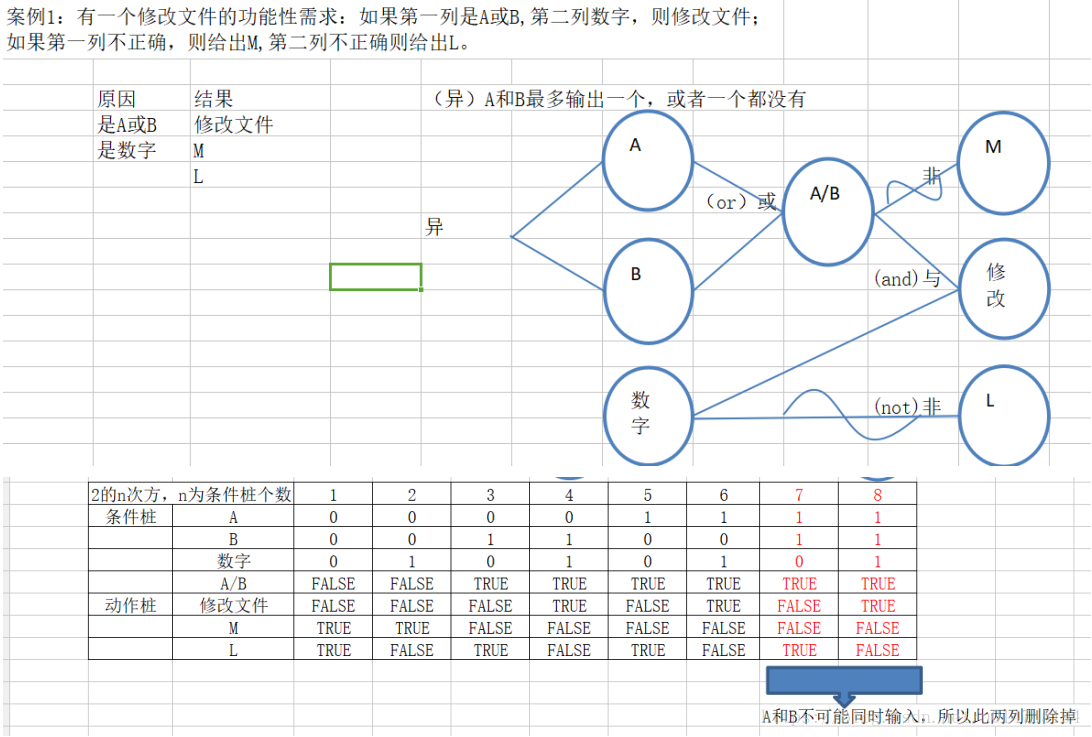 案例1：有一个修改文件的功能性需求：如果第一列是A或B,第二列数字，则修改文件；
如果第一列不正确，则给出M,第二列不正确则给出L。
原因 结果 （异）A和B最多输出一个，或者一个都没有
是A或B 修改文件
是数字 M
L
A
M
非
A/B
（or）或
异
B
(and)与
修
改
数
字
(not)非
L
2的n次方，n为条件桩个数 1 2 3 4 5 6 7 8
条件桩 A 0 0 0 0 1 1 1 1
B 0 0 1 1 0 0 1 1
数字 0 1 0 1 0 1 0 1
A/B FALSE FALSE TRUE TRUE TRUE TRUE TRUE TRUE
动作桩 修改文件 FALSE FALSE FALSE TRUE FALSE TRUE FALSE TRUE
M TRUE TRUE FALSE FALSE FALSE FALSE FALSE FALSE
L TRUE FALSE TRUE FALSE TRUE FALSE TRUE FALSE
A和B不可能同时输入，所以此两列删除掉